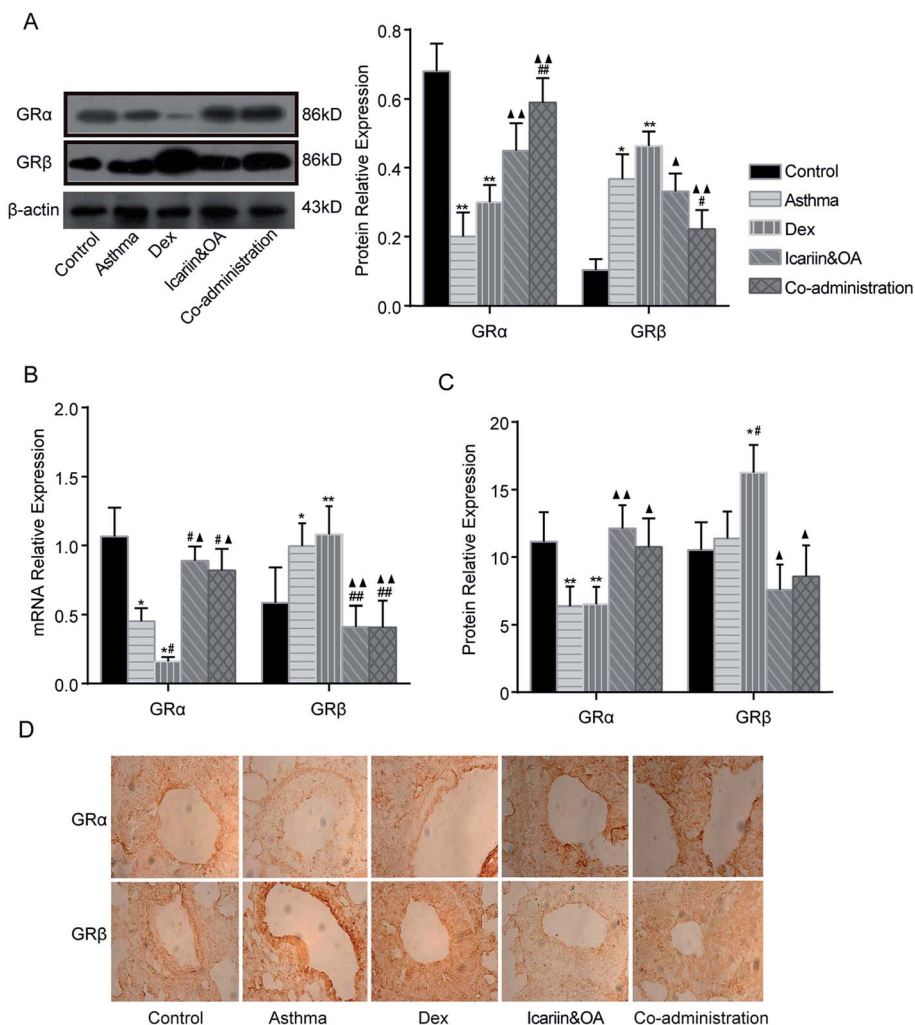 A
GRα
86kD
GRβ
86kD
β-actin
43kD
Control
Asthma
Dex
Icariin&OA
Co-administration
Protein Relative Expression
0.8
0.6
0.4
0.2
0.0
**
**
▲▲
▲▲
##
*
**
▲
▲▲
#
GRα
GRβ
Control
Asthma
Dex
Icariin&OA
Co-administration
B
mRNA Relative Expression
2.0
1.5
1.0
0.5
0.0
*
*#
#▲
#▲
*
**
▲▲
##
▲▲
##
GRα
GRβ
C
Protein Relative Expression
20
15
10
5
0
**
**
▲▲
▲
*#
▲
▲
GRα
GRβ
D
GRα
GRβ
Control
Asthma
Dex
Icariin&OA
Co-administration